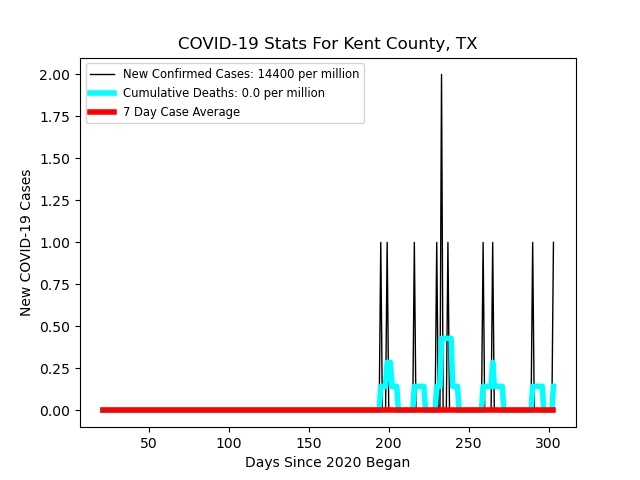 COVID-19 Stats For Kent County, TX
New Confirmed Cases: 14400 per million
Cumulative Deaths: 0.0 per million
7 Day Case Average
New COVID-19 Cases
2.00
1.75
1.50
1.25
1.00
0.75
0.50
0.25
0.00
50 100 150 200 250 300
Days Since 2020 Began